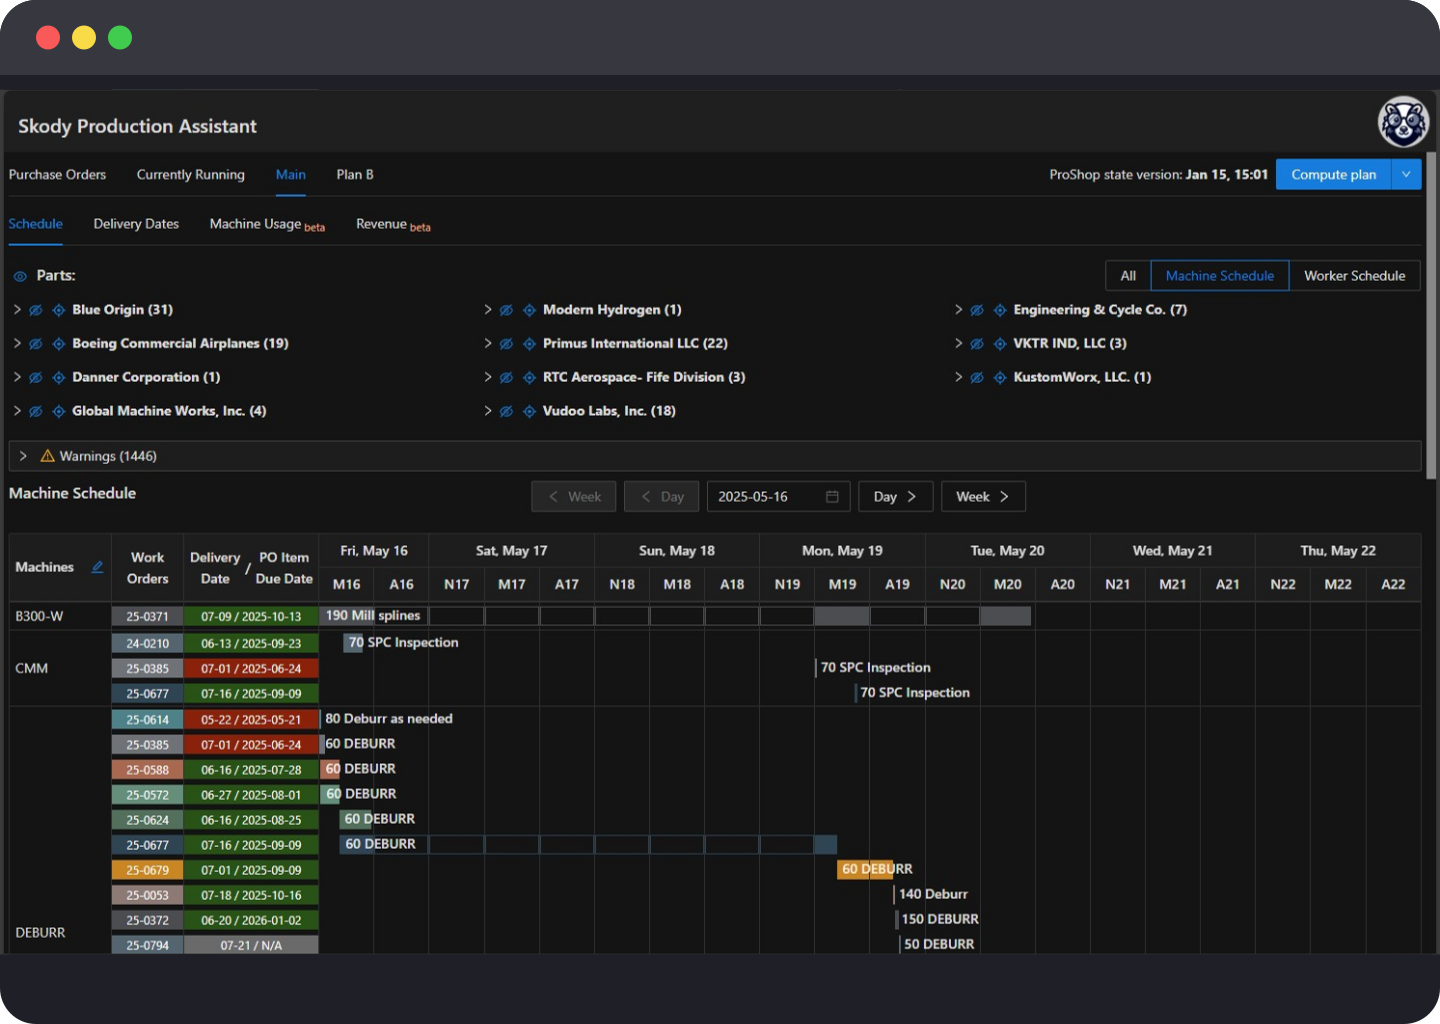 Skody Production Assistant
Purchase Orders Currently Running Main Plan B ProShop state version: Jan 15, 15:01 Compute plan
Schedule Delivery Dates Machine Usage beta Revenue beta
Parts: All Machine Schedule Worker Schedule
Blue Origin (31) Modern Hydrogen (1) Engineering & Cycle Co. (7)
Boeing Commercial Airplanes (19) Primus International LLC (22) VKTR IND, LLC (3)
Danner Corporation (1) RTC Aerospace- Fife Division (3) KustomWorx, LLC. (1)
Global Machine Works, Inc. (4) Vudoo Labs, Inc. (18)
Warnings (1446)
Machine Schedule < Week < Day 2025-05-16 Day > Week >
Machines Work Orders Delivery Date / PO Item Due Date Fri, May 16 Sat, May 17 Sun, May 18 Mon, May 19 Tue, May 20 Wed, May 21 Thu, May 22
M16 A16 N17 M17 A17 N18 M18 A18 N19 M19 A19 N20 M20 A20 N21 M21 A21 N22 M22 A22
B300-W 25-0371 07-09 / 2025-10-13 190 Mill splines
24-0210 06-13 / 2025-09-23 70 SPC Inspection
CMM 25-0385 07-01 / 2025-06-24 70 SPC Inspection
25-0677 07-16 / 2025-09-09 70 SPC Inspection
25-0614 05-22 / 2025-05-21 80 Deburr as needed
25-0385 07-01 / 2025-06-24 60 DEBURR
25-0588 06-16 / 2025-07-28 60 DEBURR
25-0572 06-27 / 2025-08-01 60 DEBURR
25-0624 06-16 / 2025-08-25 60 DEBURR
25-0677 07-16 / 2025-09-09 60 DEBURR
25-0679 07-01 / 2025-09-09 60 DEBURR
25-0053 07-18 / 2025-10-16 140 Deburr
25-0372 06-20 / 2026-01-02 150 DEBURR
DEBURR
25-0794 07-21 / N/A 50 DEBURR